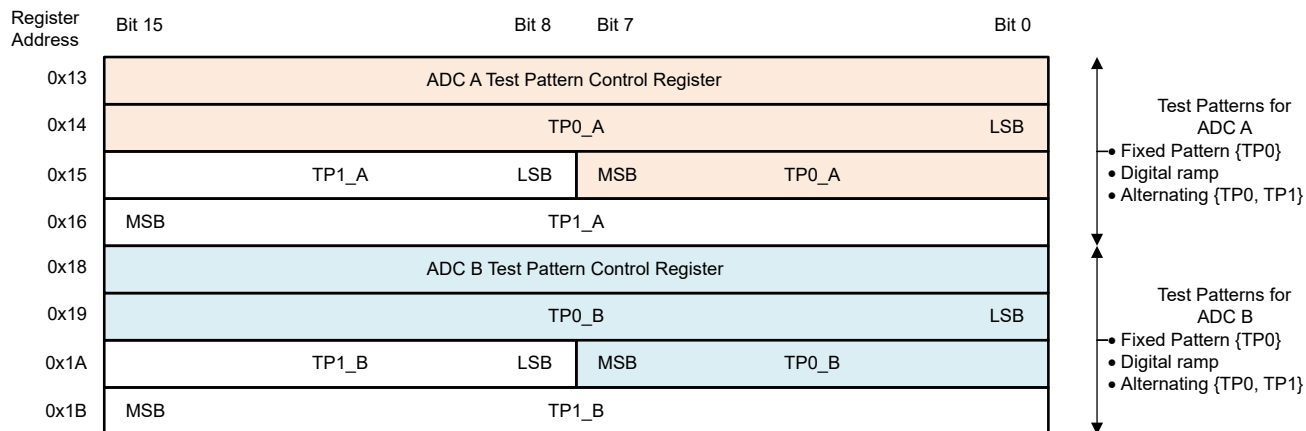 Register
Address
Bit 15 Bit 8 Bit 7 Bit 0
0x13 ADC A Test Pattern Control Register
0x14 TP0_A LSB
0x15 TP1_A LSB MSB TP0_A
0x16 MSB TP1_A
0x18 ADC B Test Pattern Control Register
0x19 TP0_B LSB
0x1A TP1_B LSB MSB TP0_B
0x1B MSB TP1_B
Test Patterns for
ADC A
• Fixed Pattern {TP0}
• Digital ramp
• Alternating {TP0, TP1}
Test Patterns for
ADC B
• Fixed Pattern {TP0}
• Digital ramp
• Alternating {TP0, TP1}